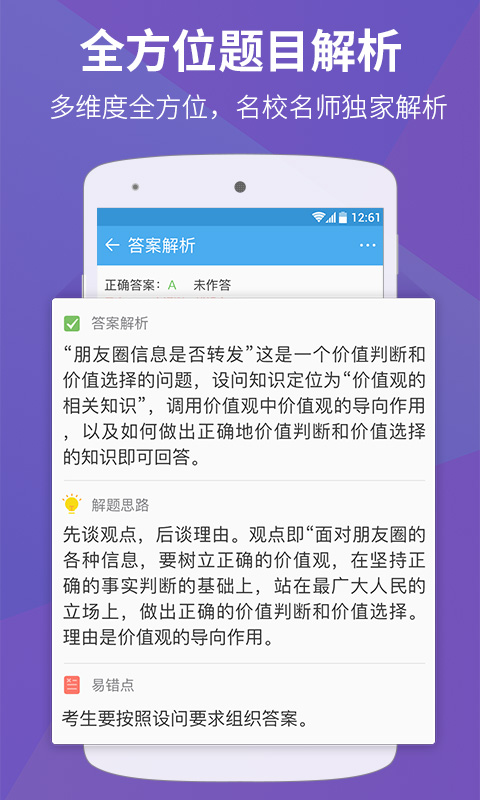 全方位题目解析
多维度全方位，名校名师独家解析
12:61
答案解析
正确答案：A 未作答
答案解析
“朋友圈信息是否转发”这是一个价值判断和
价值选择的问题，设问知识定位为“价值观的
相关知识”，调用价值观中价值观的导向作用
，以及如何做出正确地价值判断和价值选择
的知识即可回答。
解题思路
先谈观点，后谈理由。观点即“面对朋友圈的
各种信息，要树立正确的价值观，在坚持正
确的事实判断的基础上，站在最广大人民的
立场上，做出正确的价值判断和价值选择。
理由是价值观的导向作用。
易错点
考生要按照设问要求组织答案。